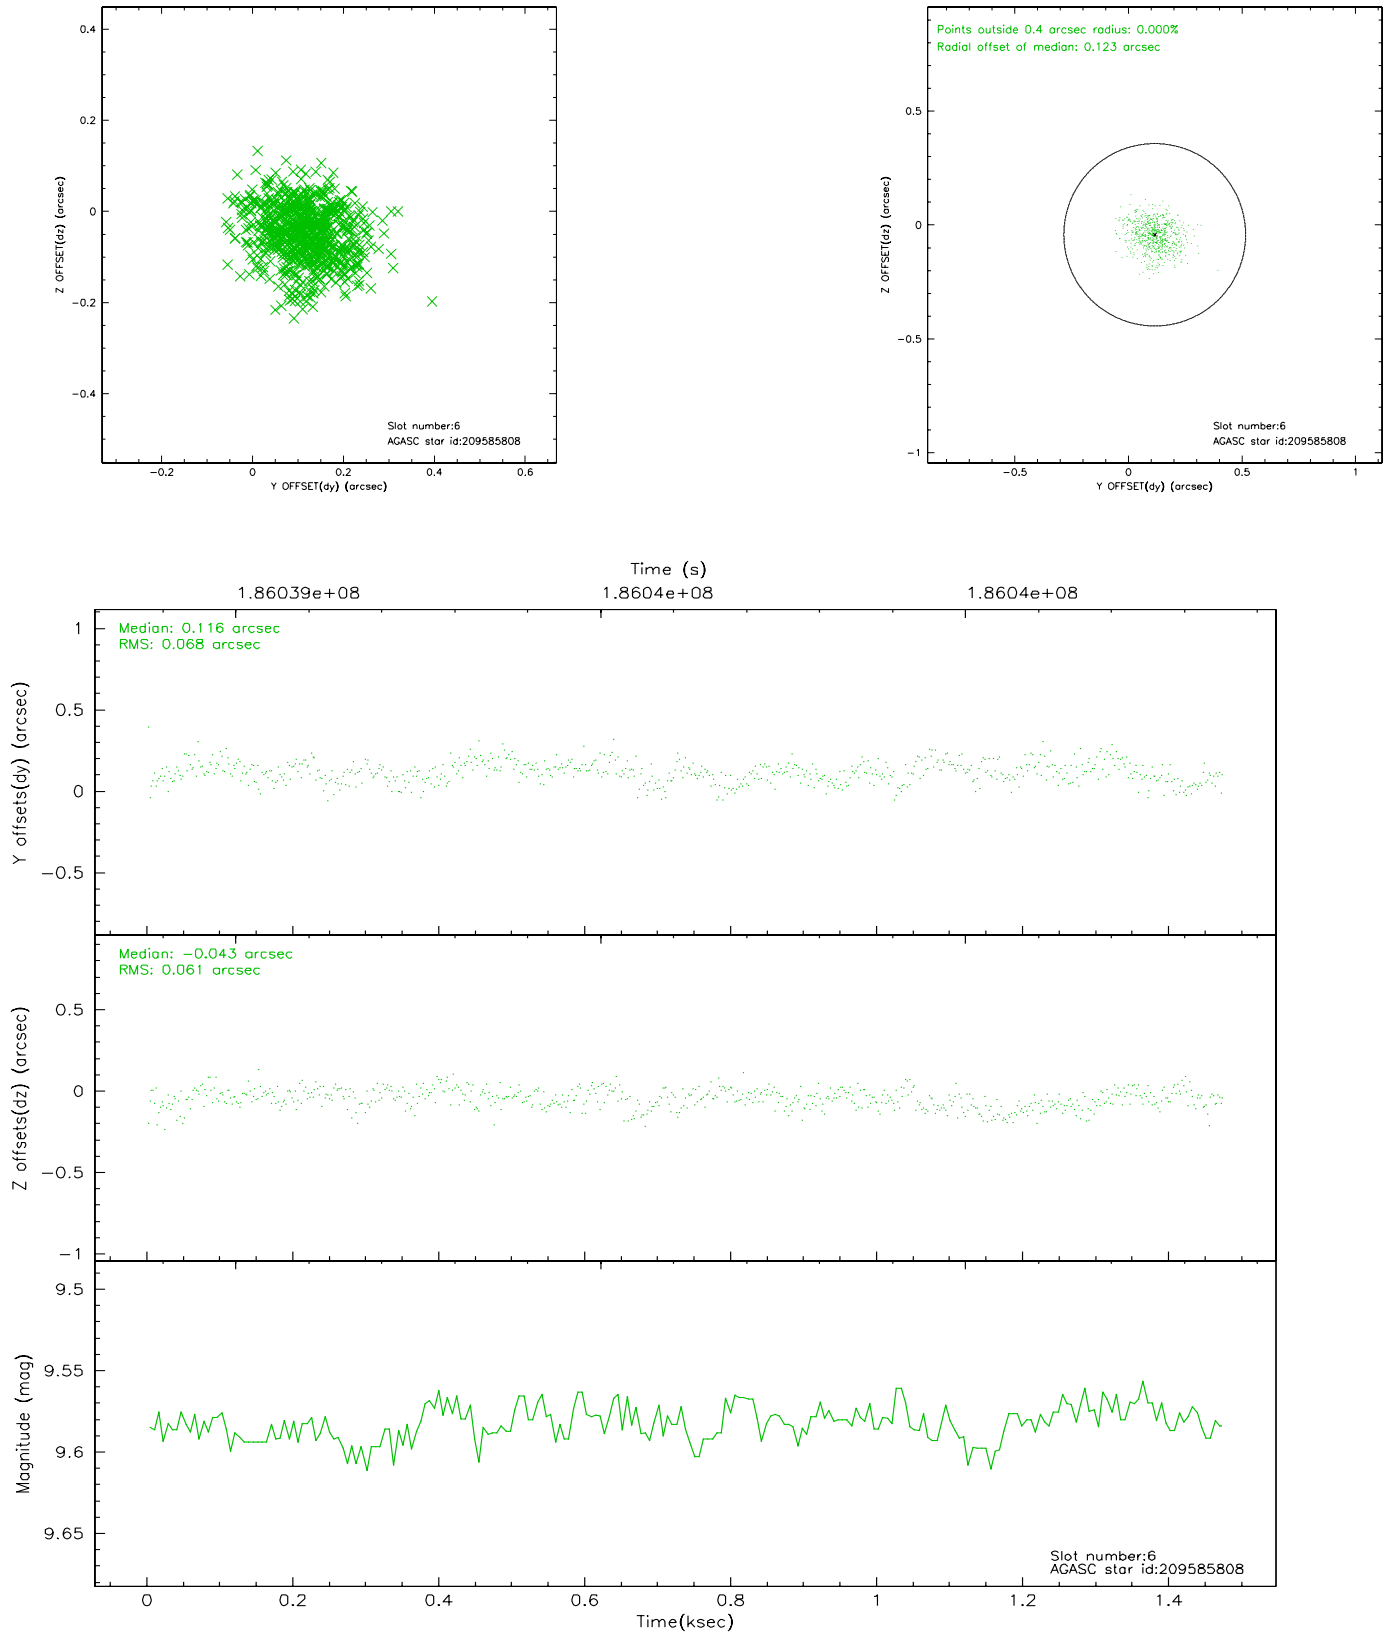 0.4
0.2
0
−0.2
−0.4
Z OFFSET(dz) (arcsec)
Slot number:6
AGASC star id:209585808
−0.2 0 0.2 0.4 0.6
Y OFFSET(dy) (arcsec)
Points outside 0.4 arcsec radius: 0.000%
Radial offset of median: 0.123 arcsec
0.5
0
−0.5
−1
Z OFFSET(dz) (arcsec)
Slot number:6
AGASC star id:209585808
−0.5 0 0.5 1
Y OFFSET(dy) (arcsec)
Time (s)
1.86039e+08 1.8604e+08 1.8604e+08
Median: 0.116 arcsec
RMS: 0.068 arcsec
1
0.5
0
−0.5
Y offsets(dy) (arcsec)
Median: −0.043 arcsec
RMS: 0.061 arcsec
0.5
0
−0.5
−1
Z offsets(dz) (arcsec)
9.5
9.55
9.6
9.65
Magnitude (mag)
Slot number:6
AGASC star id:209585808
0 0.2 0.4 0.6 0.8 1 1.2 1.4
Time(ksec)